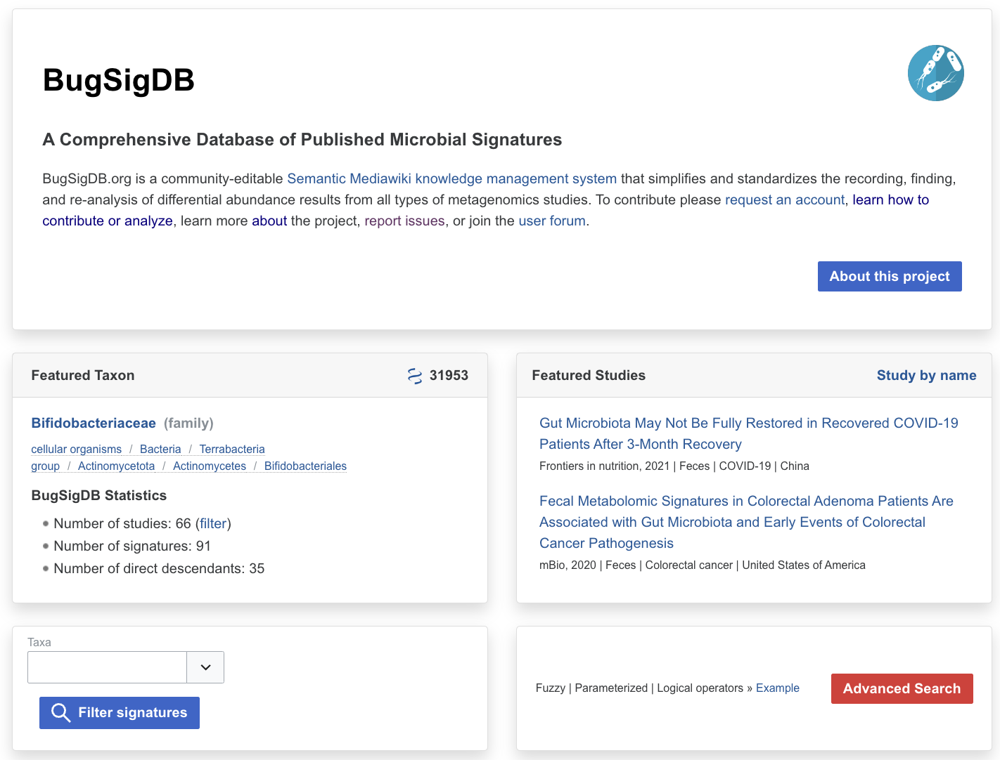 BugSigDB
A Comprehensive Database of Published Microbial Signatures
BugSigDB.org is a community-editable Semantic Mediawiki knowledge management system that simplifies and standardizes the recording, finding,
and re-analysis of differential abundance results from all types of metagenomics studies. To contribute please request an account, learn how to
contribute or analyze, learn more about the project, report issues, or join the user forum.
About this project
Featured Taxon 31953
Bifidobacteriaceae (family)
cellular organisms / Bacteria / Terrabacteria
group / Actinomycetota / Actinomycetes / Bifidobacteriales
BugSigDB Statistics
Number of studies: 66 (filter)
Number of signatures: 91
Number of direct descendants: 35
Featured Studies Study by name
Gut Microbiota May Not Be Fully Restored in Recovered COVID-19
Patients After 3-Month Recovery
Frontiers in nutrition, 2021 | Feces | COVID-19 | China
Fecal Metabolomic Signatures in Colorectal Adenoma Patients Are
Associated with Gut Microbiota and Early Events of Colorectal
Cancer Pathogenesis
mBio, 2020 | Feces | Colorectal cancer | United States of America
Taxa
Filter signatures
Fuzzy | Parameterized | Logical operators » Example
Advanced Search